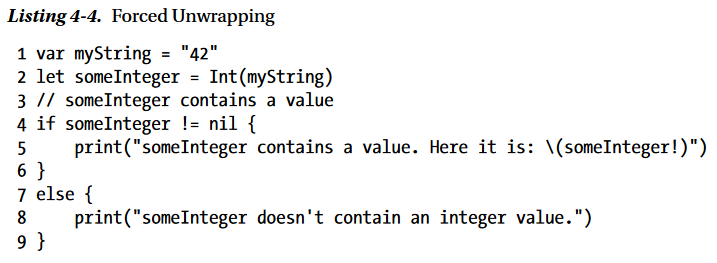 Listing 4-4. Forced Unwrapping
1 var myString = "42"
2 let someInteger = Int(myString)
3 // someInteger contains a value
4 if someInteger != nil {
5     print("someInteger contains a value. Here it is: \(someInteger!)")
6 }
7 else {
8     print("someInteger doesn't contain an integer value.")
9 }